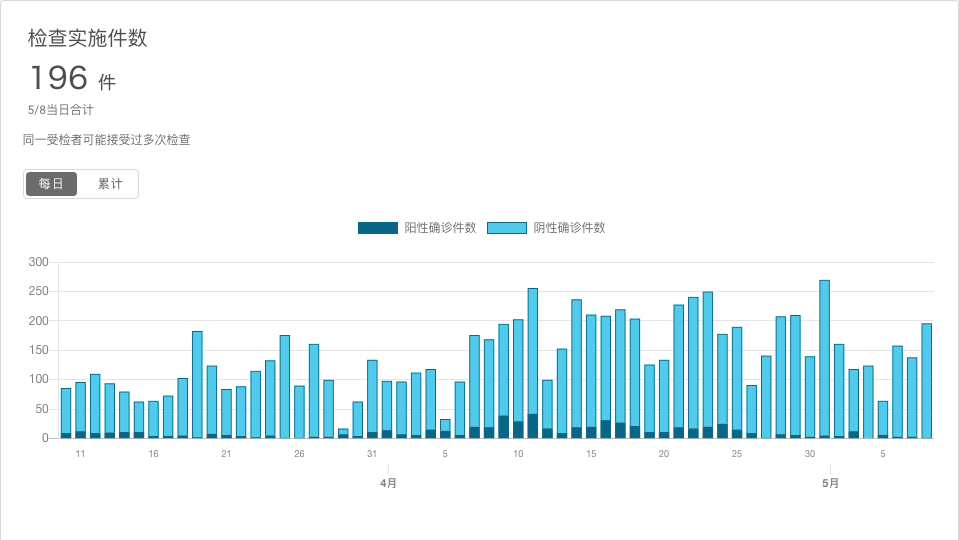 检查实施件数
196 件
5/8当日合计
同一受检者可能接受过多次检查
每日 累计
阳性确诊件数 阴性确诊件数
300
250
200
150
100
50
0
11 16 21 26 31 5 10 15 20 25 30 5
4月 5月